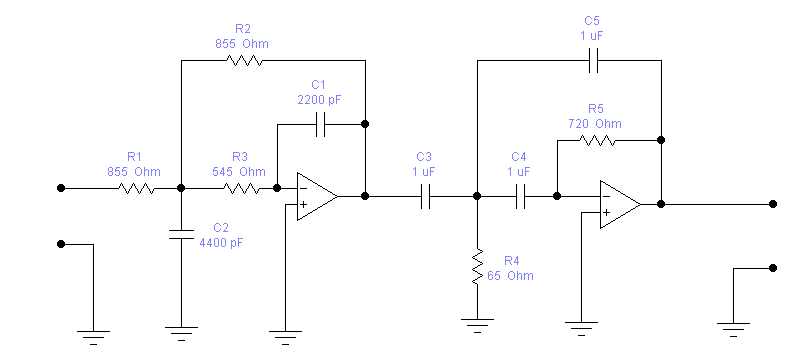 R2
855 Ohm
C5
1 uF
C1
2200 pF
R5
720 Ohm
R1
855 Ohm
R3
545 Ohm
C3
1 uF
C4
1 uF
C2
4400 pF
R4
65 Ohm